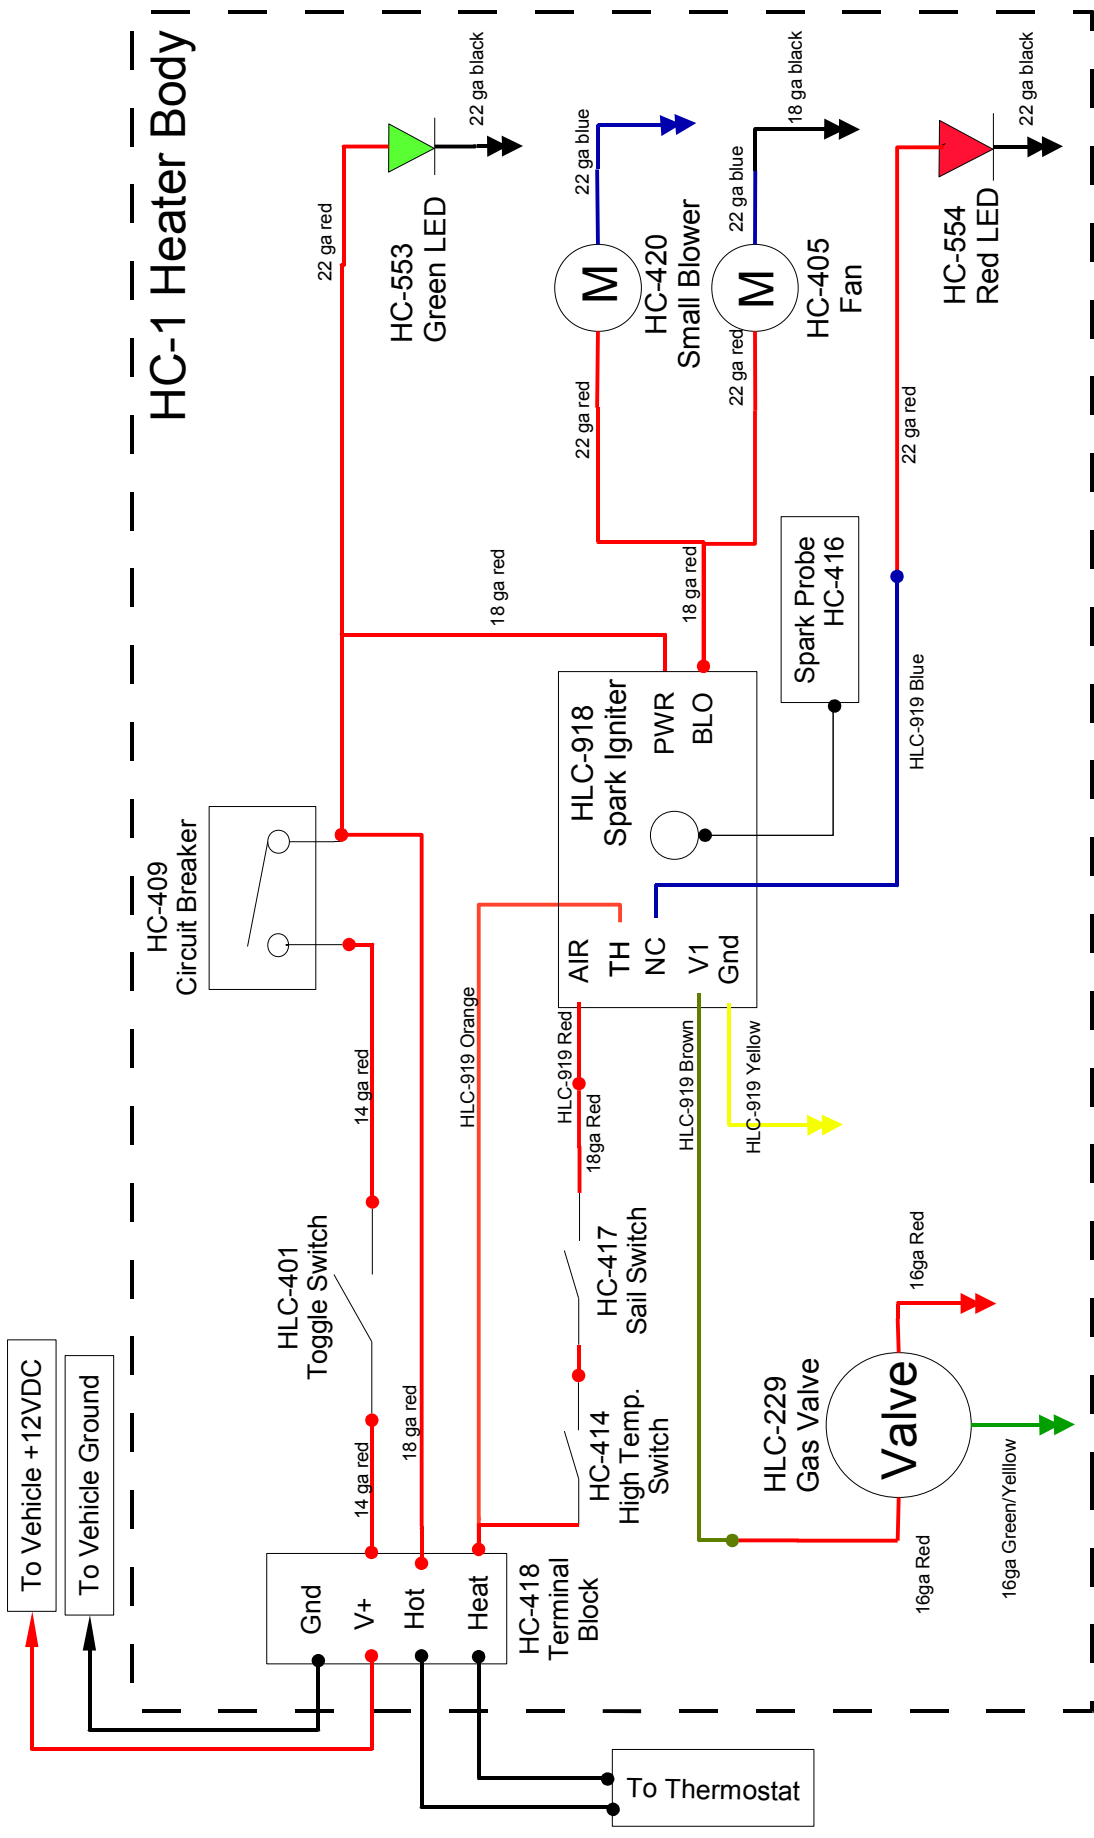 HC-1 Heater Body
To Vehicle +12VDC
To Vehicle Ground
Gnd
V+
Hot
Heat
HC-418
Terminal
Block
To Thermostat
14 ga red
HLC-401
Toggle Switch
14 ga red
HC-409
Circuit Breaker
18 ga red
22 ga red
HC-553
Green LED
22 ga black
18 ga red
HLC-919 Orange
HC-414
High Temp.
Switch
HC-417
Sail Switch
18ga Red
HLC-919 Red
HLC-918
Spark Igniter
AIR
TH
NC
V1
Gnd
PWR
BLO
18 ga red
22 ga red
HC-420
Small Blower
22 ga blue
22 ga red
HC-405
Fan
22 ga blue
18 ga black
Spark Probe
HC-416
HLC-919 Blue
22 ga red
HC-554
Red LED
22 ga black
HLC-919 Brown
HLC-919 Yellow
HLC-229
Gas Valve
Valve
16ga Red
16ga Red
16ga Green/Yelllow
M
M